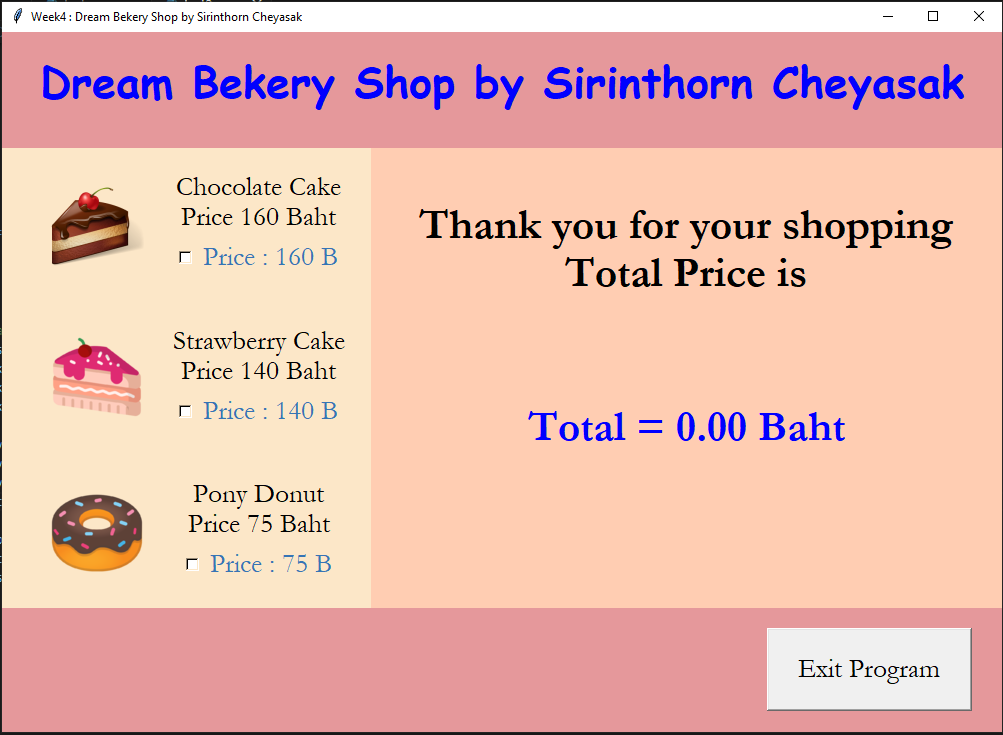 Week4 : Dream Bekery Shop by Sirinthorn Cheyasak
Dream Bekery Shop by Sirinthorn Cheyasak
Chocolate Cake
Price 160 Baht
Price : 160 B
Strawberry Cake
Price 140 Baht
Price : 140 B
Pony Donut
Price 75 Baht
Price : 75 B
Thank you for your shopping
Total Price is
Total = 0.00 Baht
Exit Program